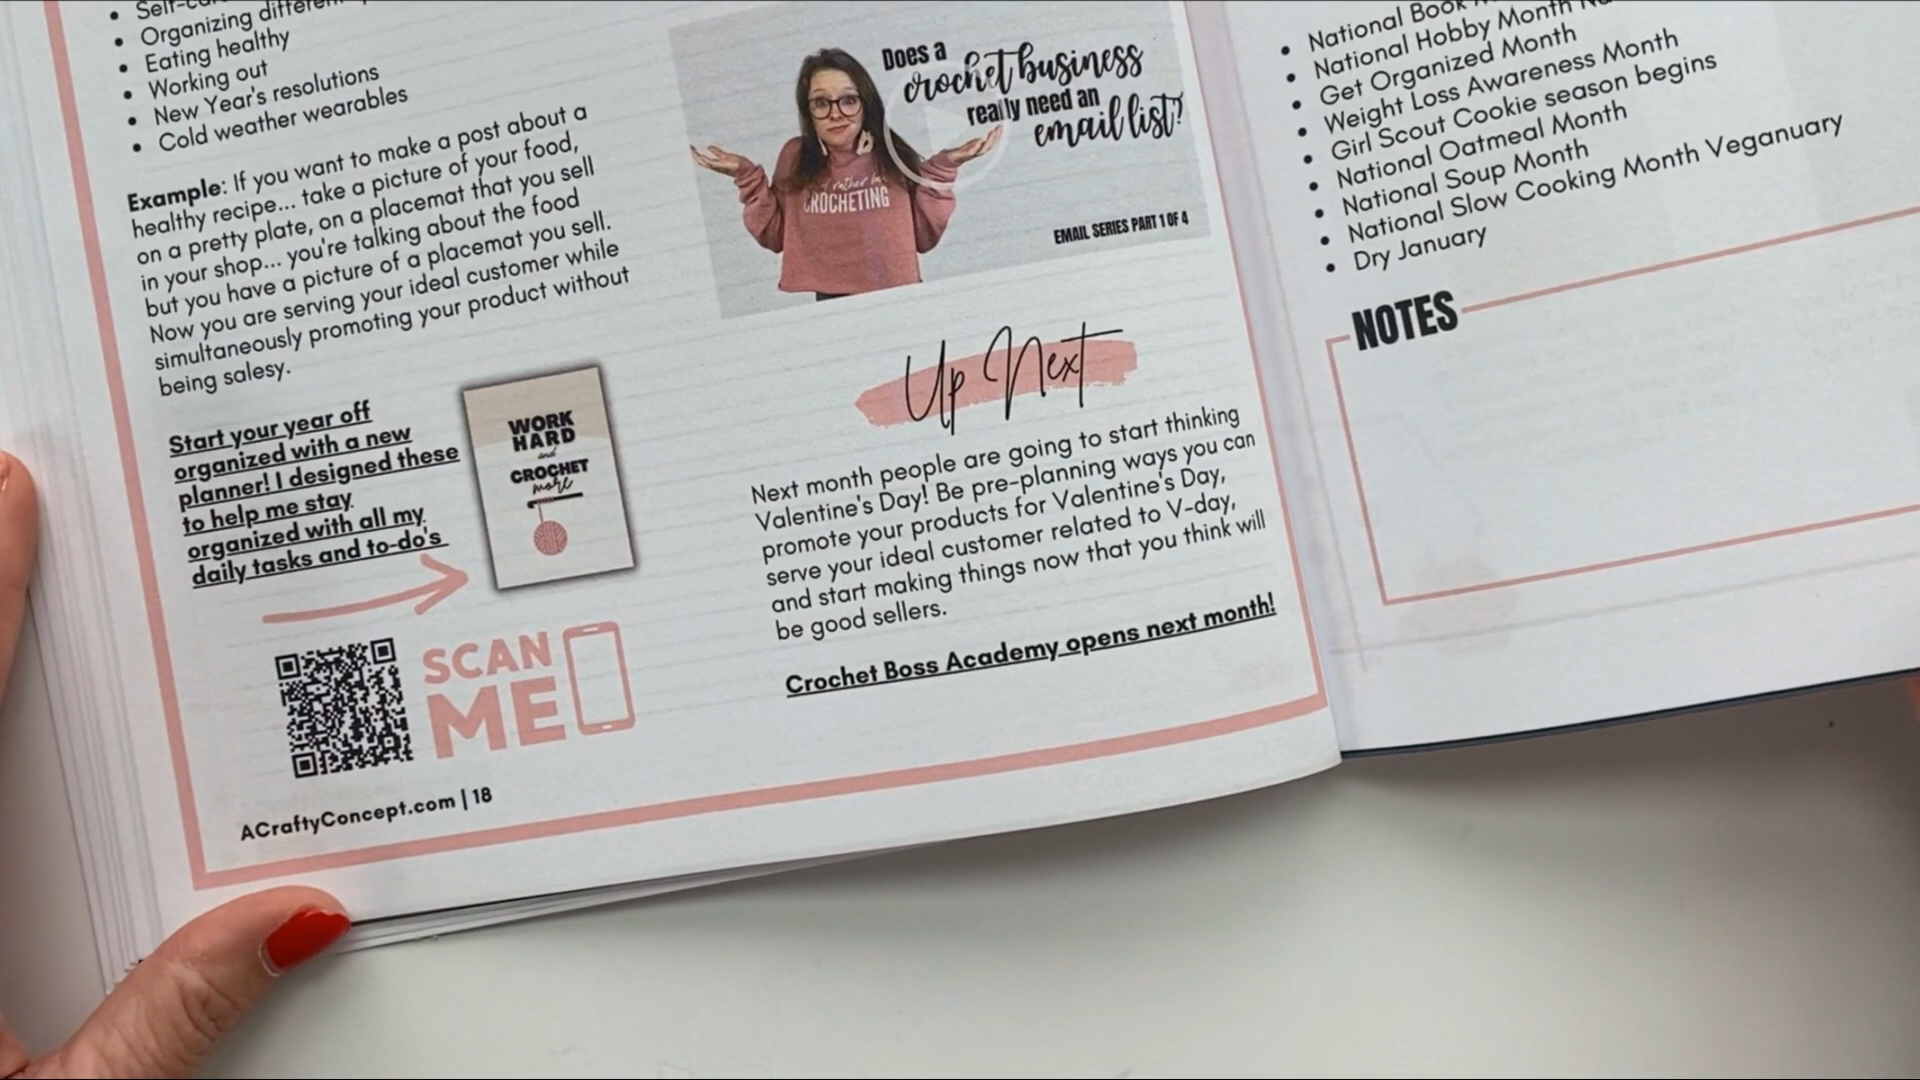 Self-
Organizing
Eating healthy
Working out
New Year's resolutions
Cold weather wearables
Example: If you want to make a post about a
healthy recipe... take a picture of your food,
on a pretty plate, on a placemat that you sell
in your shop... you're talking about the food
but you have a picture of a placemat you sell.
Now you are serving your ideal customer while
simultaneously promoting your product without
being salesy.
Start your year off
organized with a new
planner! I designed these
to help me stay
organized with all my
daily tasks and to-do's
WORK
HARD
and
CROCHET
more
SCAN
ME
ACraftyConcept.com | 18
Does a
crochet business
really need an
email list?
I'd rather be
CROCHETING
EMAIL SERIES PART 1 OF 4
Up Next
Next month people are going to start thinking
Valentine's Day! Be pre-planning ways you can
promote your products for Valentine's Day,
serve your ideal customer related to V-day,
and start making things now that you think will
be good sellers.
Crochet Boss Academy opens next month!
National Book
National Hobby Month
Get Organized Month
Weight Loss Awareness Month
Girl Scout Cookie season begins
National Oatmeal Month
National Soup Month
National Slow Cooking Month Veganuary
Dry January
NOTES